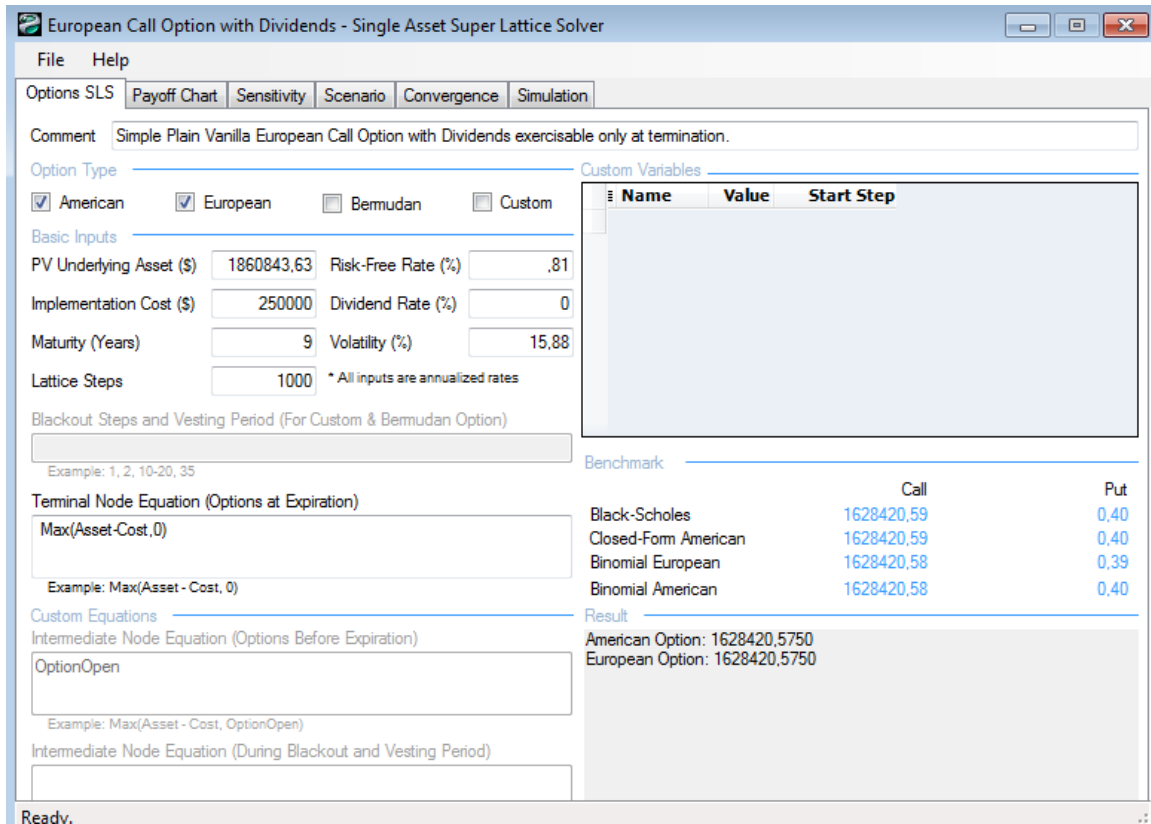 European Call Option with Dividends - Single Asset Super Lattice Solver
File Help
Options SLS Payoff Chart Sensitivity Scenario Convergence Simulation
Comment Simple Plain Vanilla European Call Option with Dividends exercisable only at termination.
Option Type
American European Bermudan Custom
Basic Inputs
PV Underlying Asset ($) 1860843,63 Risk-Free Rate (%) ,81
Implementation Cost ($) 250000 Dividend Rate (%) 0
Maturity (Years) 9 Volatility (%) 15,88
Lattice Steps 1000 * All inputs are annualized rates
Blackout Steps and Vesting Period (For Custom & Bermudan Option)
Example: 1, 2, 10-20, 35
Terminal Node Equation (Options at Expiration)
Max(Asset-Cost,0)
Example: Max(Asset - Cost, 0)
Custom Equations
Intermediate Node Equation (Options Before Expiration)
OptionOpen
Example: Max(Asset - Cost, OptionOpen)
Intermediate Node Equation (During Blackout and Vesting Period)
Custom Variables
Name Value Start Step
Benchmark
Call Put
Black-Scholes 1628420,59 0,40
Closed-Form American 1628420,59 0,40
Binomial European 1628420,58 0,39
Binomial American 1628420,58 0,40
Result
American Option: 1628420,5750
European Option: 1628420,5750
Ready.